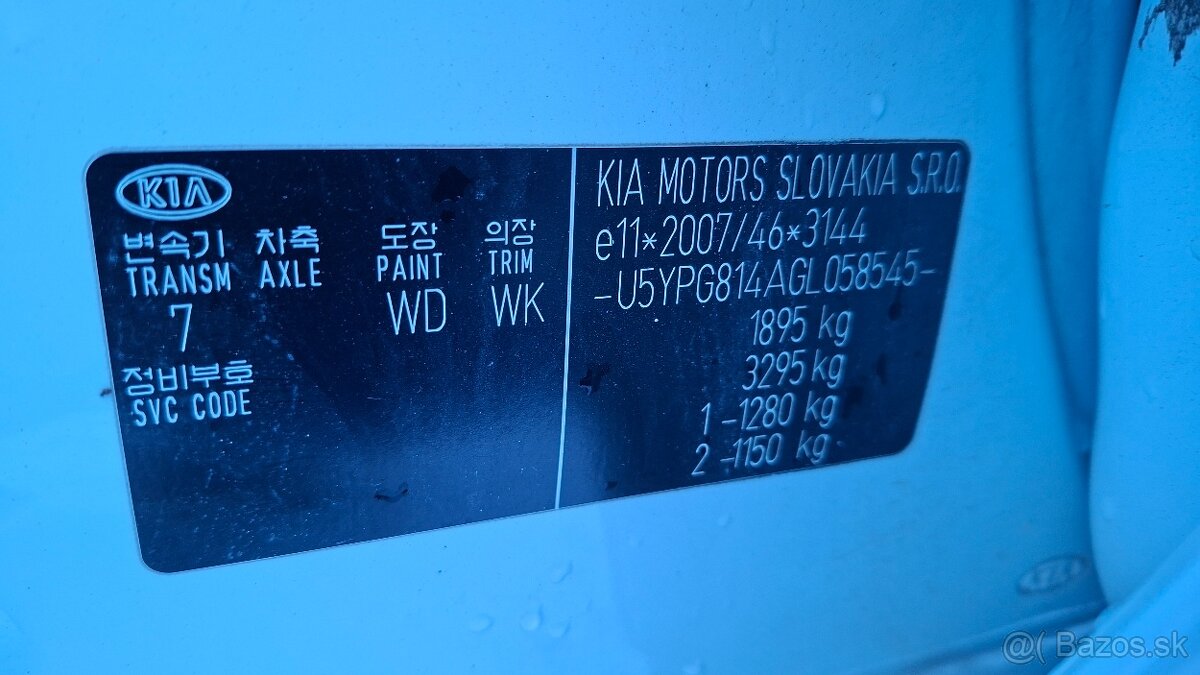 KIA
변속기 차축 도장 의장
TRANSM AXLE PAINT TRIM
7 WD WK
정비부호
SVC CODE
KIA MOTORS SLOVAKIA S.R.O.
e11*2007/46*3144
-U5YPG814AGL058545-
1895 kg
3295 kg
1 -1280 kg
2 -1150 kg
@( Bazos.sk